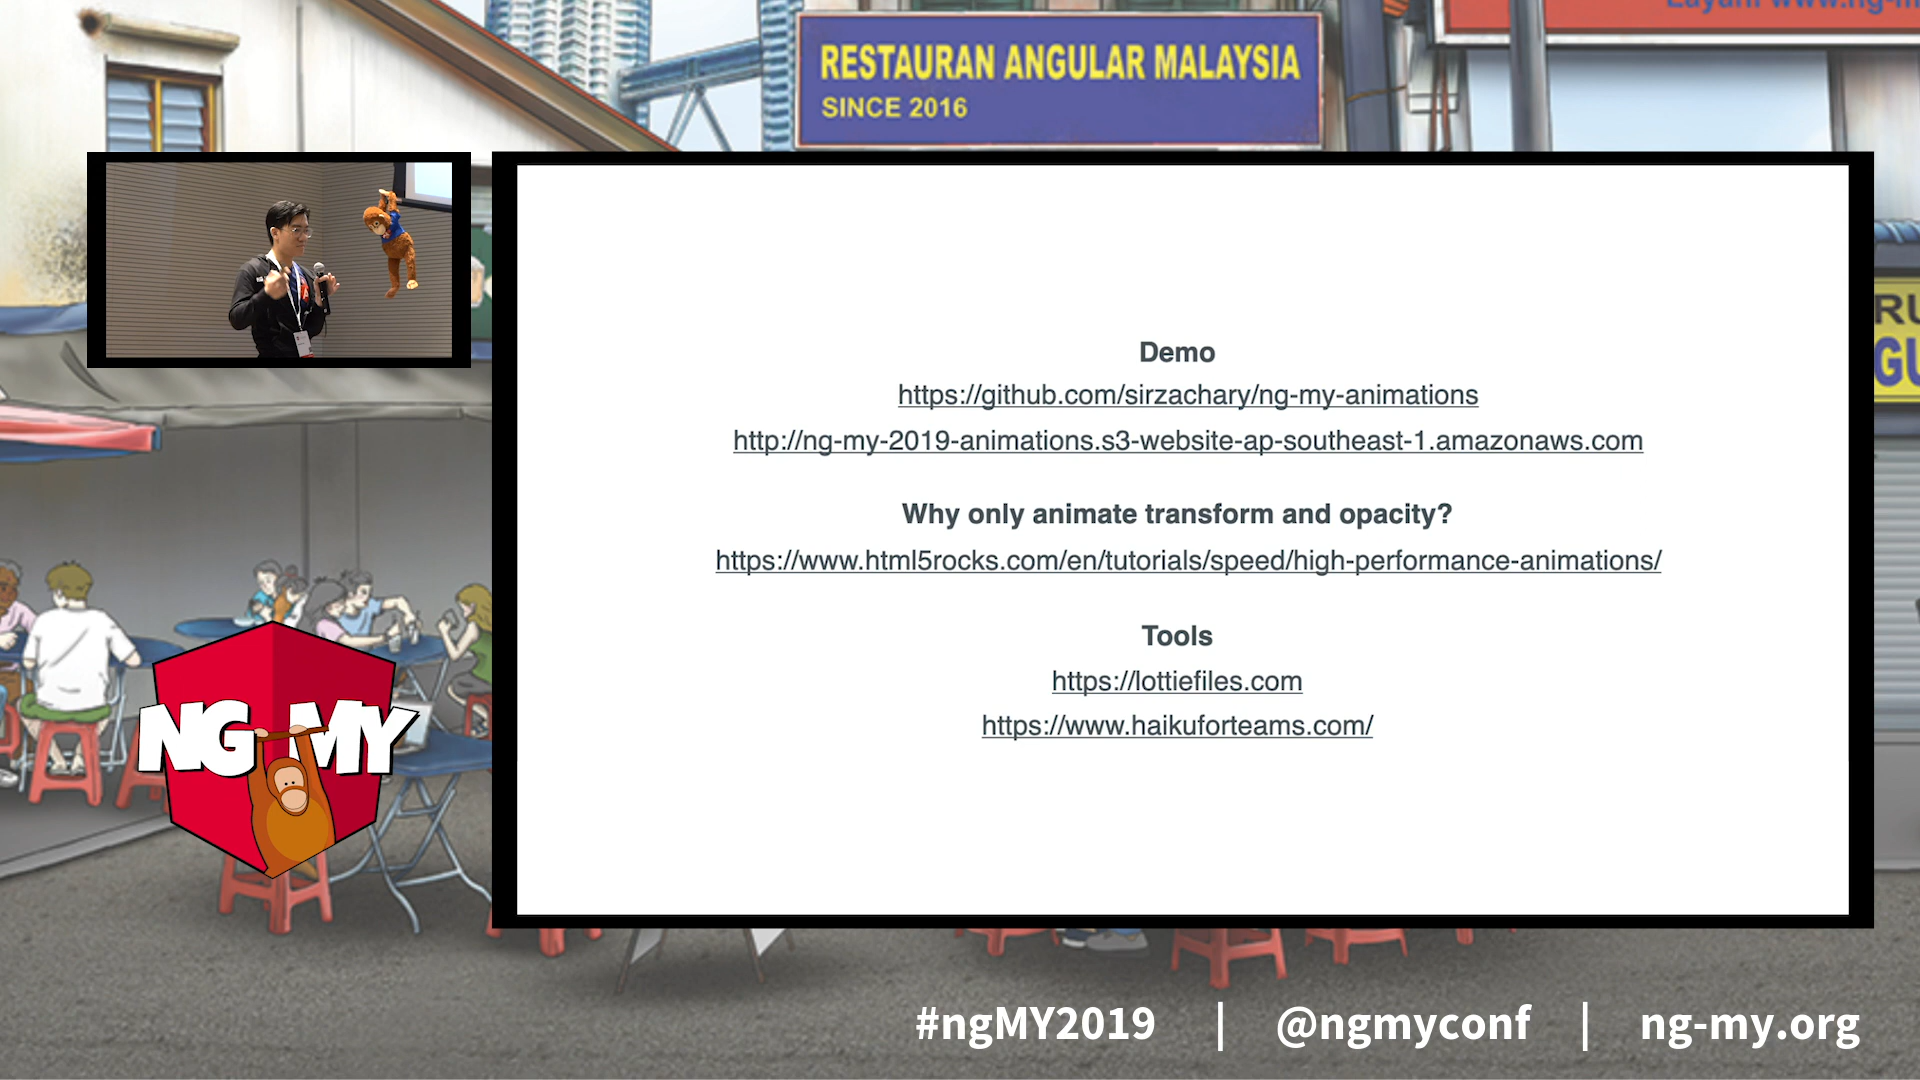 RESTAURAN ANGULAR MALAYSIA
SINCE 2016
Demo
https://github.com/sirzachary/ng-my-animations
http://ng-my-2019-animations.s3-website-ap-southeast-1.amazonaws.com
Why only animate transform and opacity?
https://www.html5rocks.com/en/tutorials/speed/high-performance-animations/
Tools
https://lottiefiles.com
https://www.haikuforteams.com/
NG MY
#ngMY2019 | @ngmyconf | ng-my.org